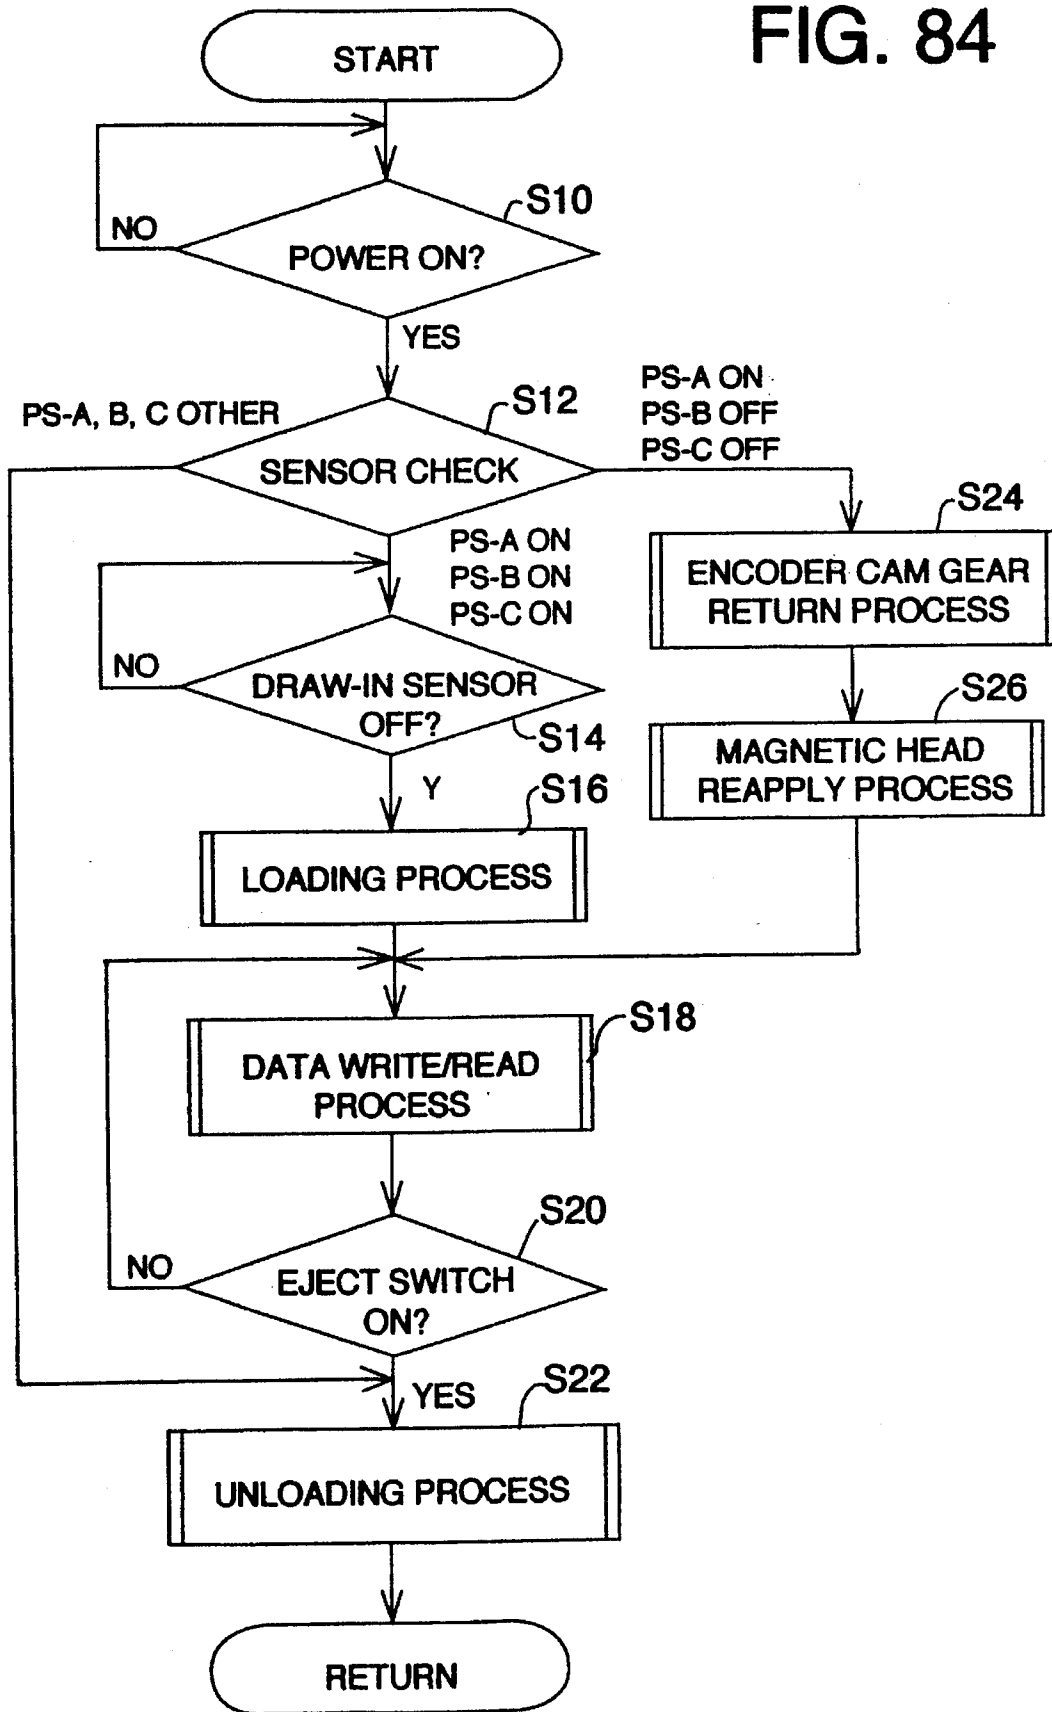 FIG. 84
START
S10
NO
POWER ON?
YES
PS-A, B, C OTHER
S12
PS-A ON
PS-B OFF
PS-C OFF
SENSOR CHECK
S24
PS-A ON
PS-B ON
PS-C ON
ENCODER CAM GEAR
RETURN PROCESS
NO
DRAW-IN SENSOR
OFF?
S14
S26
MAGNETIC HEAD
REAPPLY PROCESS
Y
S16
LOADING PROCESS
S18
DATA WRITE/READ
PROCESS
S20
NO
EJECT SWITCH
ON?
YES
S22
UNLOADING PROCESS
RETURN